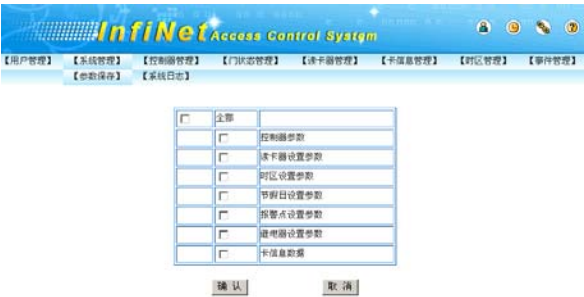 InfiNet Access Control System
【用户管理】 【系统管理】 【控制器管理】 【门状态管理】 【读卡器管理】 【卡信息管理】 【时区管理】 【事件管理】
【参数保存】 【系统日志】
全部
控制器参数
读卡器设置参数
时区设置参数
节假日设置参数
报警点设置参数
继电器设置参数
卡信息数据
确 认 取 消